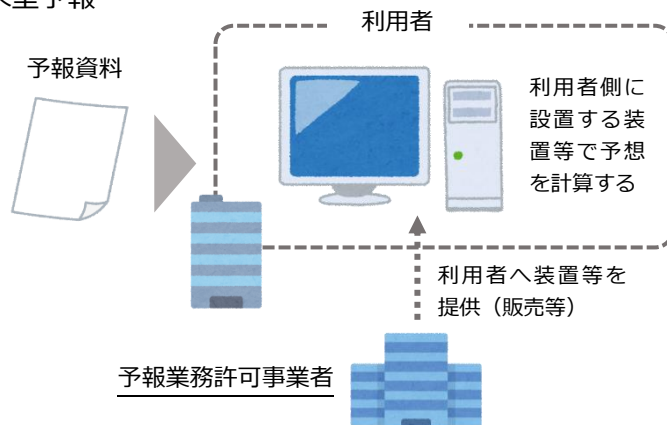 利用者
予報資料
利用者側に
設置する装
置等で予想
を計算する
利用者へ装置等を
提供（販売等）
予報業務許可事業者